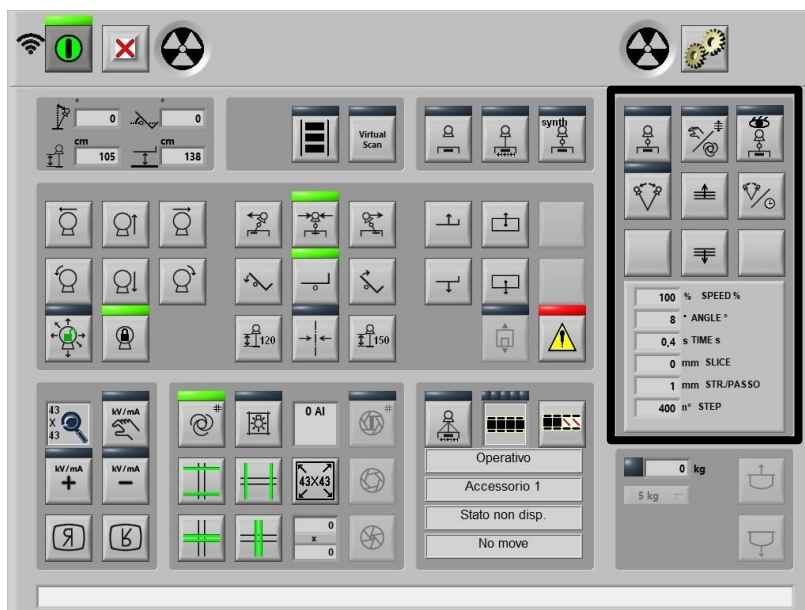 0
0
cm
105
cm
138
Virtual
Scan
synth
120
150
100 % SPEED %
8 ° ANGLE °
0,4 s TIME s
0 mm SLICE
1 mm STR./PASSO
400 n° STEP
43
X
43
kV/mA
#
0 AI
#
kV/mA
+
kV/mA
-
43X43
R
R
0
x
0
Operativo
Accessorio 1
Stato non disp.
No move
0 kg
5 kg